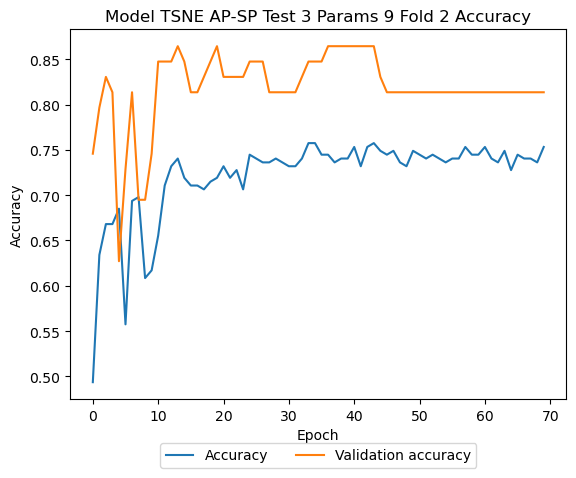 Model TSNE AP-SP Test 3 Params 9 Fold 2 Accuracy
0.85
0.80
0.75
0.70
0.65
0.60
0.55
0.50
Accuracy
0 10 20 30 40 50 60 70
Epoch
Accuracy Validation accuracy